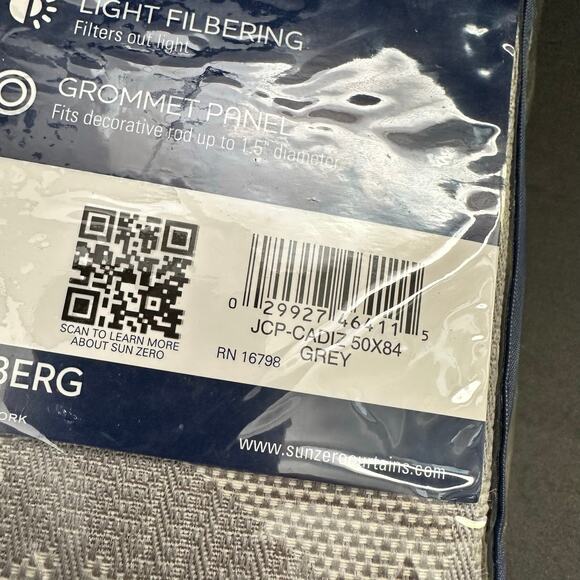 LIGHT FILBERING
Filters out light
GROMMET PANEL
Fits decorative rod up to 1.5" diameter
SCAN TO LEARN MORE
ABOUT SUN ZERO
0 29927 46411 5
JCP-CADIZ 50X84
GREY
RN 16798
BERG
ORK
www.sunzerocurtains.com